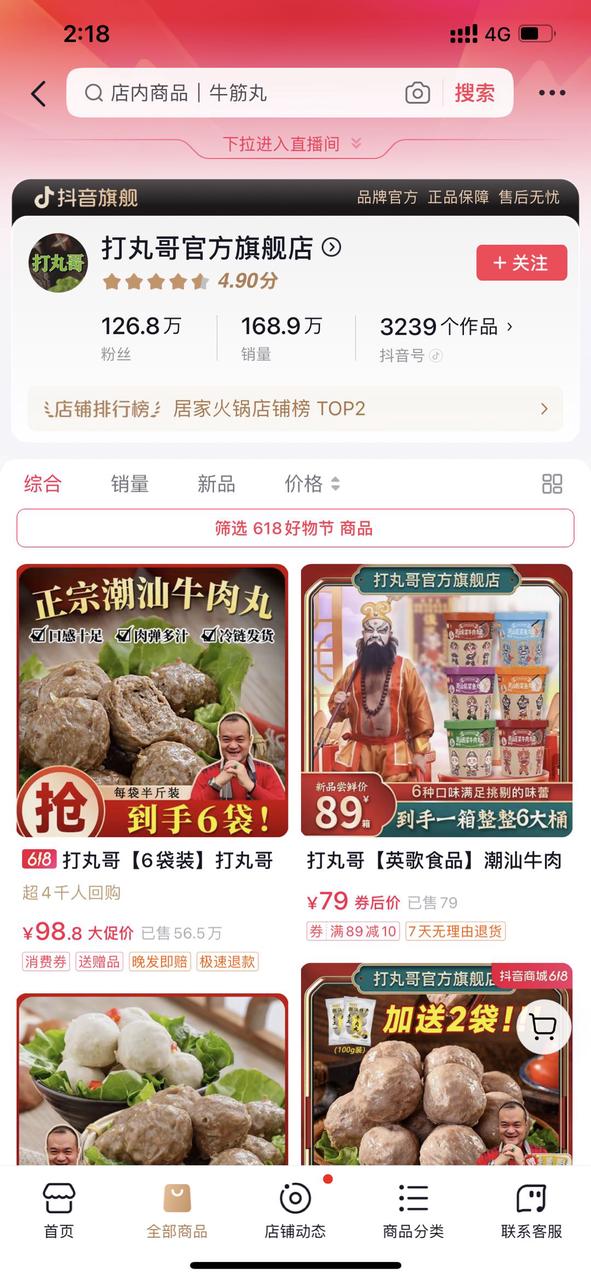 2:18
4G
店内商品 | 牛筋丸
搜索
下拉进入直播间
抖音旗舰
品牌官方 正品保障 售后无忧
打丸哥
打丸哥官方旗舰店
4.90分
+ 关注
126.8万
粉丝
168.9万
销量
3239个作品 ›
抖音号
店铺排行榜 居家火锅店铺榜 TOP2
综合 销量 新品 价格
筛选 618好物节 商品
正宗潮汕牛肉丸
口感十足 肉弹多汁 冷链发货
抢
每袋半斤装
到手6袋!
618 打丸哥【6袋装】打丸哥
超4千人回购
¥98.8 大促价 已售56.5万
消费券 送赠品 晚发即赔 极速退款
打丸哥官方旗舰店
新品尝鲜价
89¥箱
6种口味满足挑剔的味蕾
到手一箱整整6大桶
打丸哥【英歌食品】潮汕牛肉
¥79 券后价 已售79
券 满89减10 7天无理由退货
打丸哥官方旗舰店
抖音商城618
加送2袋!
(100g装)
首页
全部商品
店铺动态
商品分类
联系客服